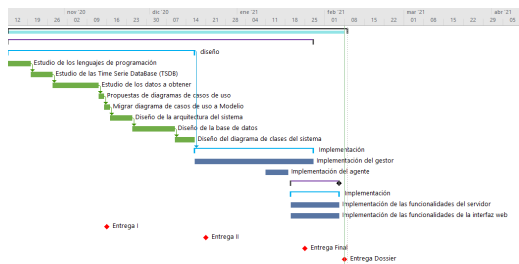 nov '20 dic '20 ene '21 feb '21 mar '21 abr '21
12 19 26 02 09 16 23 30 07 14 21 28 04 11 18 25 01 08 15 22 01 08 15 22 29 05
diseño
Estudio de los lenguajes de programación
Estudio de las Time Serie DataBase (TSDB)
Estudio de los datos a obtener
Propuestas de diagramas de casos de uso
Migrar diagrama de casos de uso a Modelio
Diseño de la arquitectura del sistema
Diseño de la base de datos
Diseño del diagrama de clases del sistema
Implementación
Implementación del gestor
Implementación del agente
Implementación
Implementación de las funcionalidades del servidor
Implementación de las funcionalidades de la interfaz web
Entrega I
Entrega II
Entrega Final
Entrega Dossier